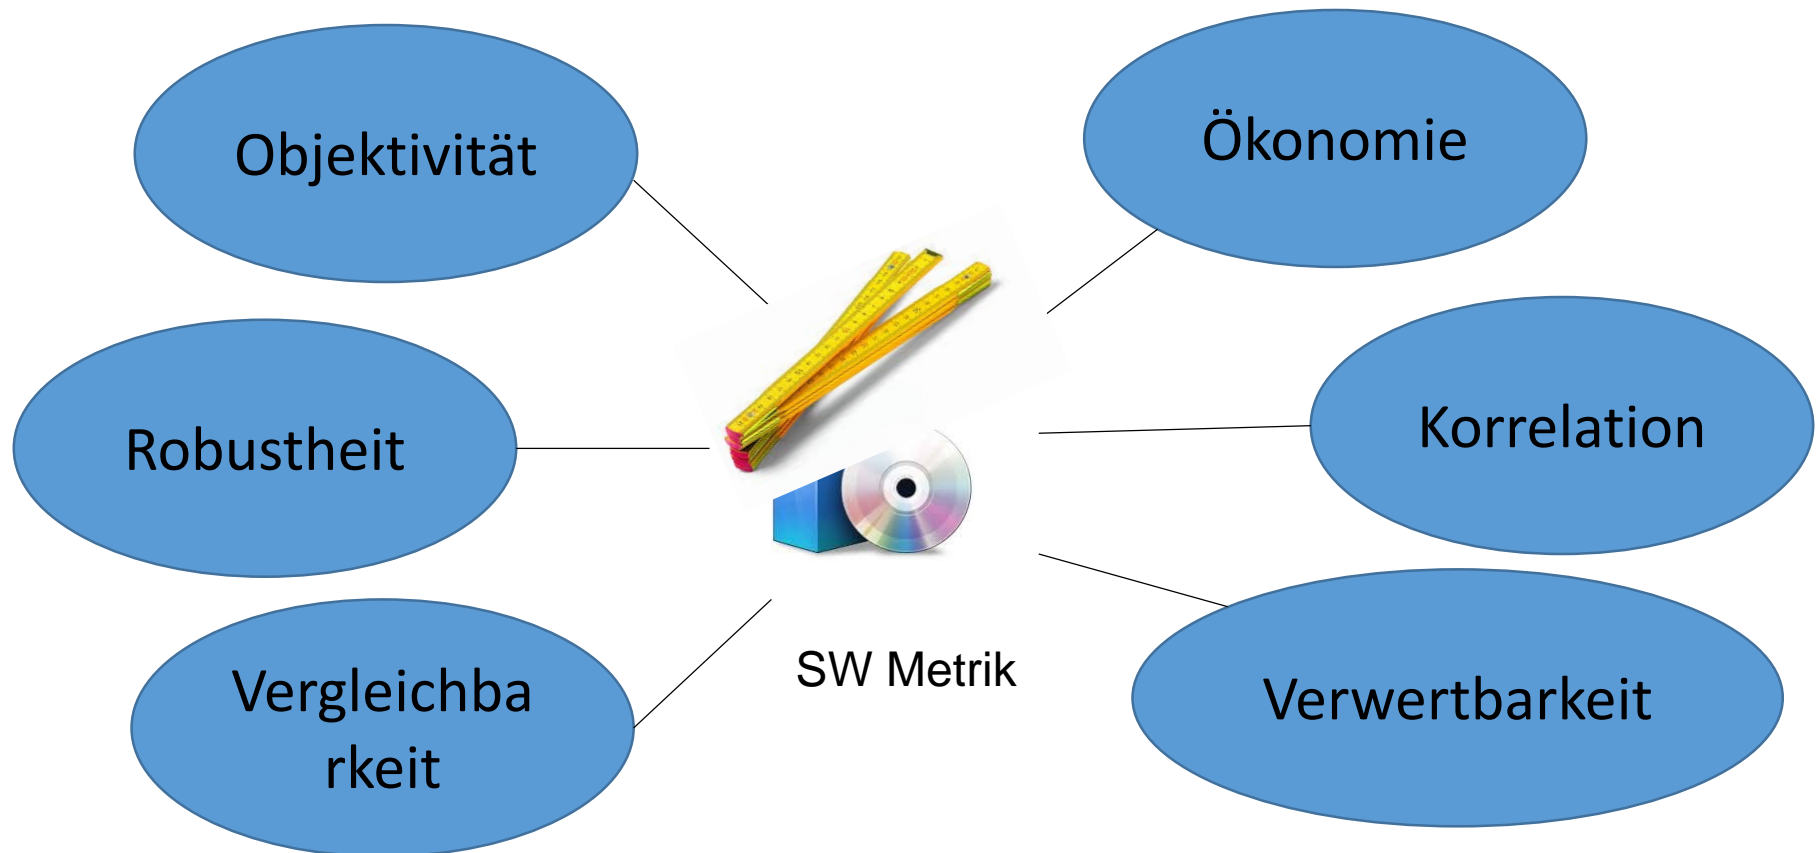 Objektivität
Ökonomie
Robustheit
Korrelation
Vergleichba
rkeit
SW Metrik
Verwertbarkeit